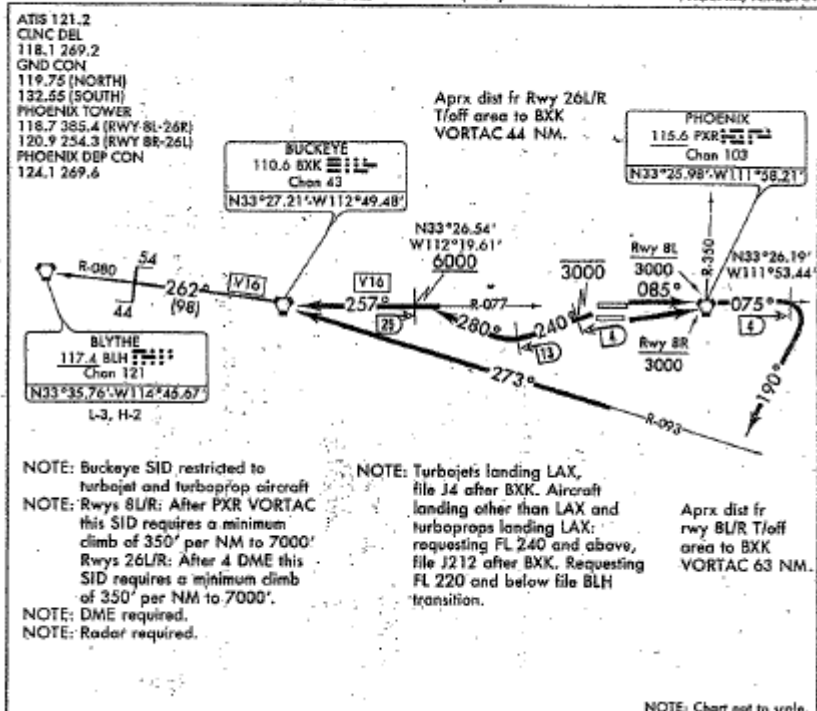 ATIS 121.2
CLNC DEL
118.1 269.2
GND CON
119.75 (NORTH)
132.55 (SOUTH)
PHOENIX TOWER
118.7 385.4 (RWY 8L-26R)
120.9 254.3 (RWY 8R-26L)
PHOENIX DEP CON
124.1 269.6
Aprx dist fr Rwy 26L/R
T/off area to BXK
VORTAC 44 NM.
PHOENIX
115.6 PXR
Chan 103
N33°25.98'-W111°58.21'
BUCKEYE
110.6 BXK
Chan 43
N33°27.21'-W112°49.48'
N33°26.54'
W112°19.61'
6000
3000
Rwy 8L
3000
R-350
N33°26.19'
W111°53.44'
R-080
54
44
262°
(98)
V16
V16
257°
R-077
25
280°
13
240°
4
085°
075°
4
Rwy 8R
3000
190°
273°
R-093
BLYTHE
117.4 BLH
Chan 121
N33°35.76'-W114°45.67'
L-3, H-2
NOTE: Buckeye SID restricted to
turbojet and turboprop aircraft
NOTE: Rwys 8L/R: After PXR VORTAC
this SID requires a minimum
climb of 350' per NM to 7000'
Rwys 26L/R: After 4 DME this
SID requires a minimum climb
of 350' per NM to 7000'.
NOTE: DME required.
NOTE: Radar required.
NOTE: Turbojets landing LAX,
file J4 after BXK. Aircraft
landing other than LAX and
turboprops landing LAX:
requesting FL 240 and above,
file J212 after BXK. Requesting
FL 220 and below file BLH
transition.
Aprx dist fr
rwy 8L/R T/off
area to BXK
VORTAC 63 NM.
NOTE: Chart not to scale.